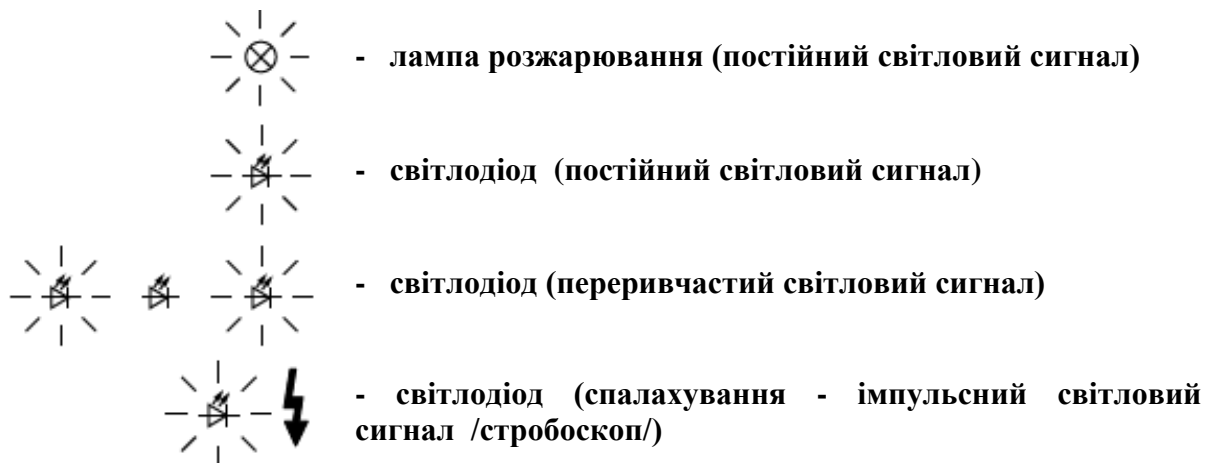 - лампа розжарювання (постійний світловий сигнал)
- світлодіод (постійний світловий сигнал)
- світлодіод (переривчастий світловий сигнал)
- світлодіод (спалахування - імпульсний світловий
сигнал /стробоскоп/)